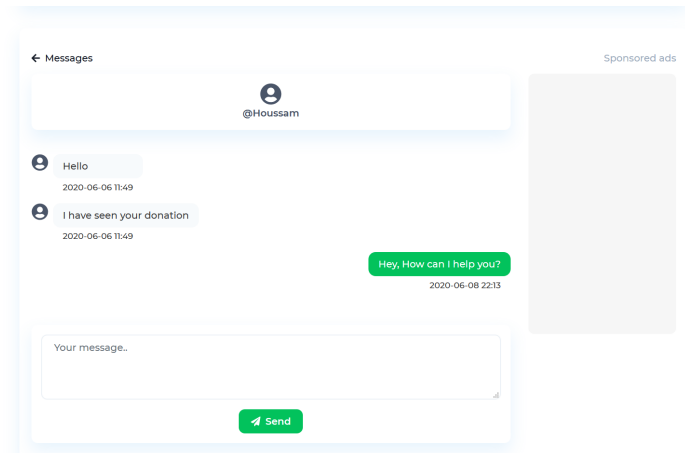 Messages
Sponsored ads
@Houssam
Hello
2020-06-06 11:49
I have seen your donation
2020-06-06 11:49
Hey, How can I help you?
2020-06-08 22:13
Your message..
Send